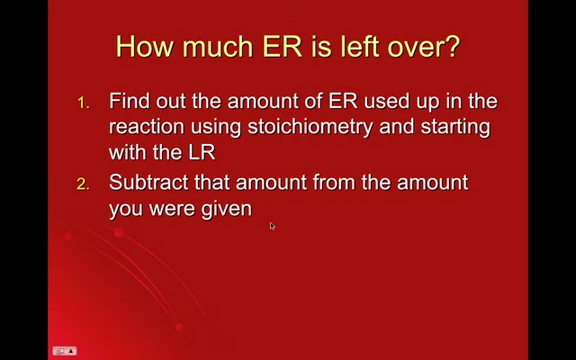 How much ER is left over?
1. Find out the amount of ER used up in the
reaction using stoichiometry and starting
with the LR
2. Subtract that amount from the amount
you were given